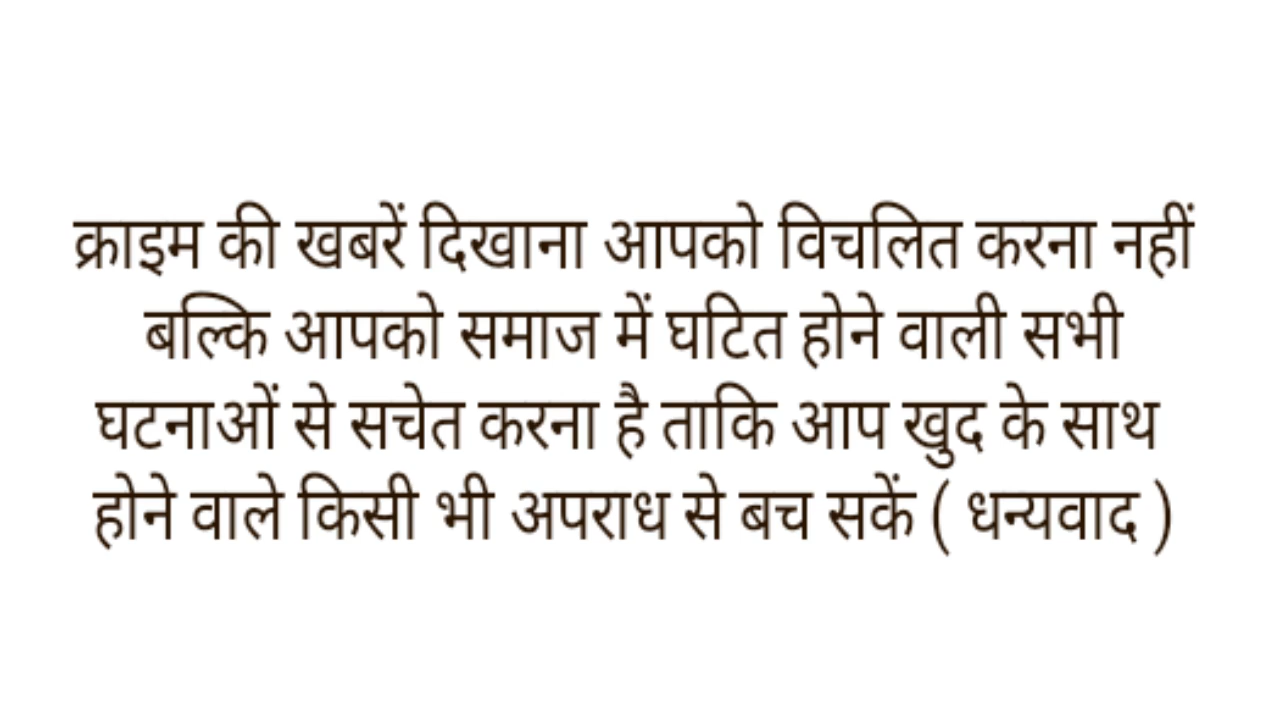 क्राइम की खबरें दिखाना आपको विचलित करना नहीं
बल्कि आपको समाज में घटित होने वाली सभी
घटनाओं से सचेत करना है ताकि आप खुद के साथ
होने वाले किसी भी अपराध से बच सकें ( धन्यवाद )